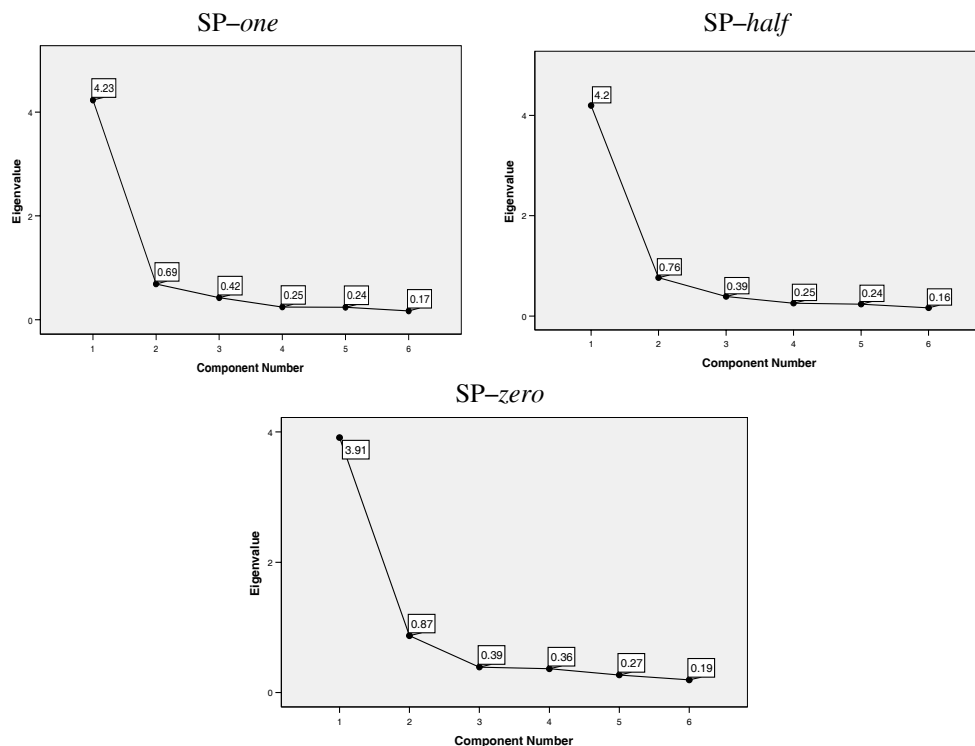 SP–one
4.23
4
Eigenvalue
2
0.69
0.42
0.25
0.24
0.17
0
1 2 3 4 5 6
Component Number
SP–half
4.2
4
Eigenvalue
2
0.76
0.39
0.25
0.24
0.16
0
1 2 3 4 5 6
Component Number
SP–zero
4
3.91
Eigenvalue
2
0.87
0.39
0.36
0.27
0.19
0
1 2 3 4 5 6
Component Number